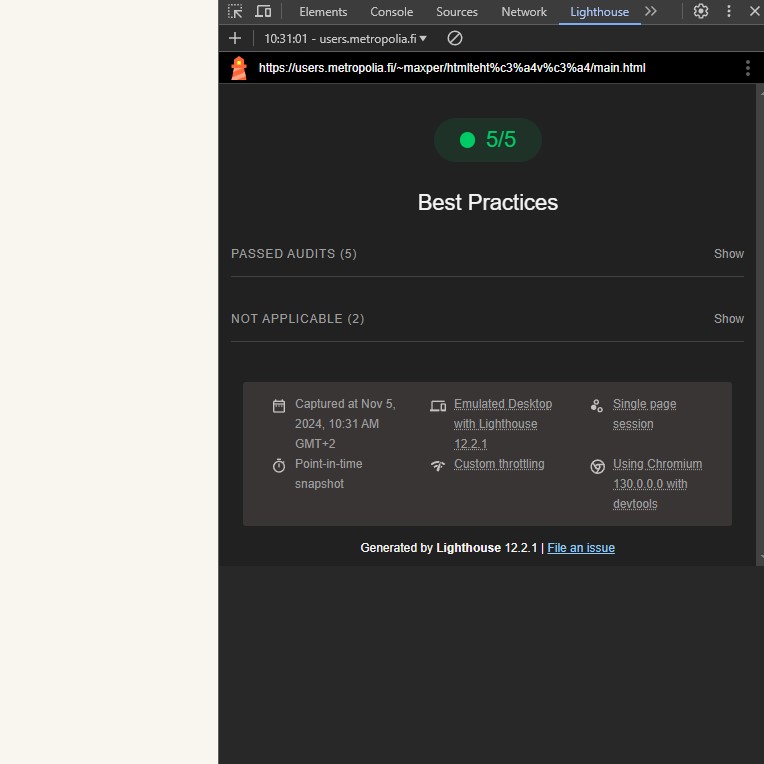 Elements Console Sources Network Lighthouse
10:31:01 - users.metropolia.fi
https://users.metropolia.fi/~maxper/htmlteht%c3%a4v%c3%a4/main.html
5/5
Best Practices
PASSED AUDITS (5) Show
NOT APPLICABLE (2) Show
Captured at Nov 5,
2024, 10:31 AM
GMT+2
Emulated Desktop
with Lighthouse
12.2.1
Single page
session
Point-in-time
snapshot
Custom throttling
Using Chromium
130.0.0.0 with
devtools
Generated by Lighthouse 12.2.1 | File an issue